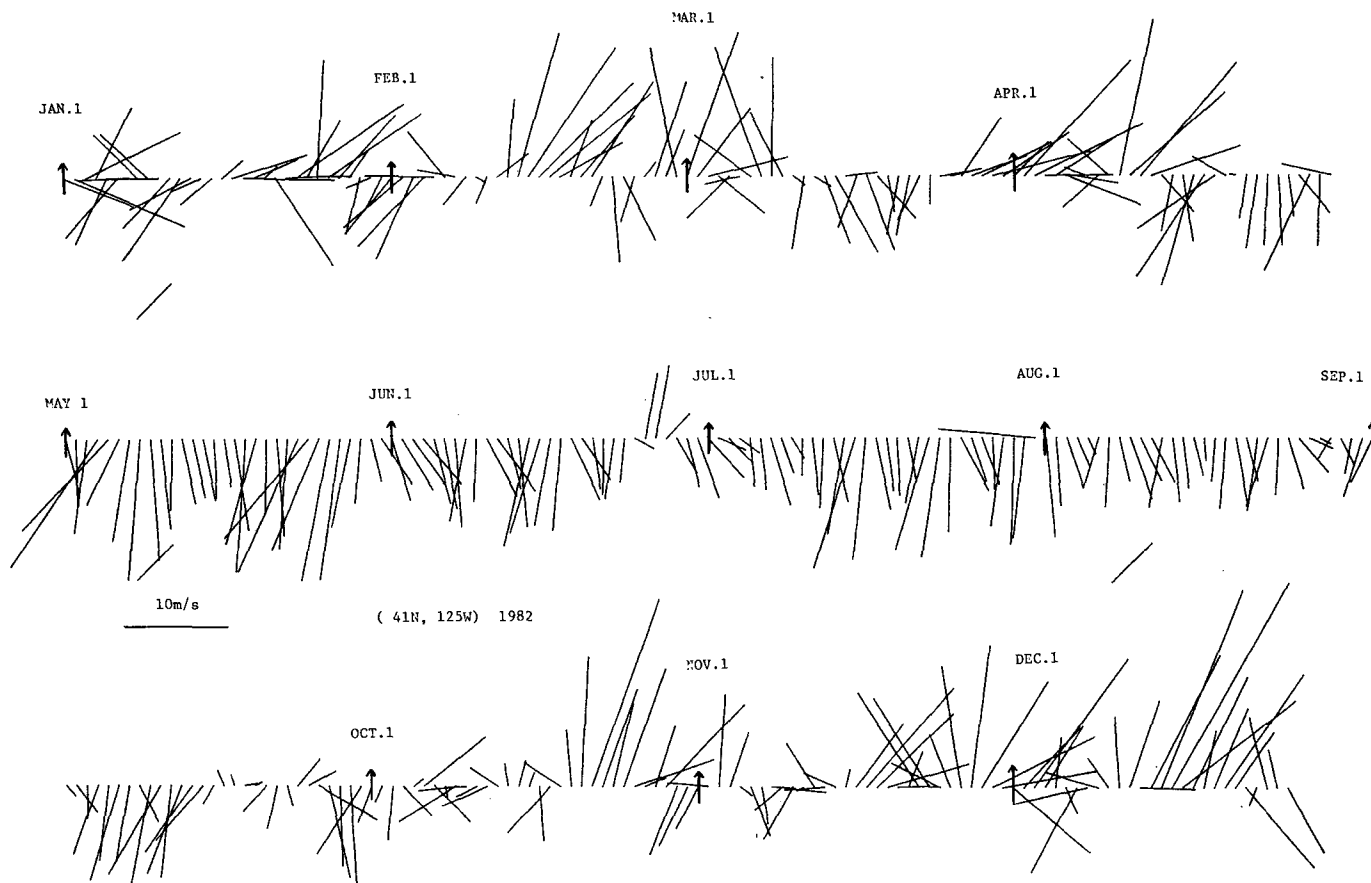 MAR.1
FEB.1
JAN.1
APR.1
JUL.1
AUG.1
SEP.1
JUN.1
MAY 1
10m/s
( 41N, 125W) 1982
NOV.1
DEC.1
OCT.1